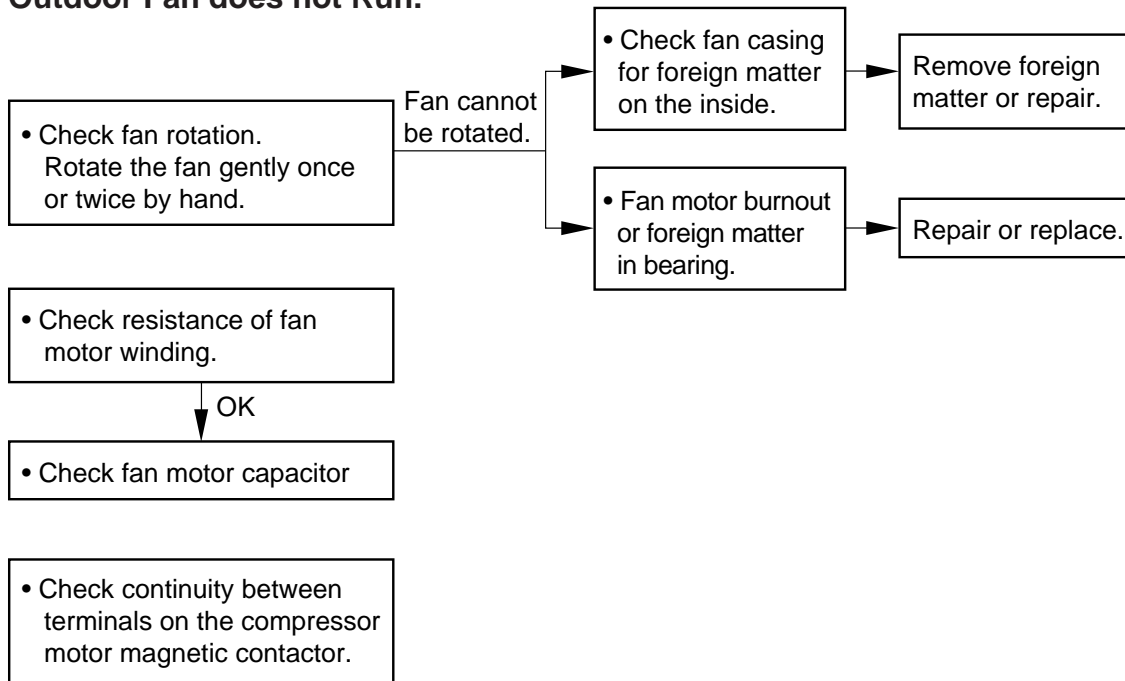 Outdoor Fan does not Run.
• Check fan rotation.
Rotate the fan gently once
or twice by hand.
Fan cannot
be rotated.
• Check fan casing
for foreign matter
on the inside.
Remove foreign
matter or repair.
• Fan motor burnout
or foreign matter
in bearing.
Repair or replace.
• Check resistance of fan
motor winding.
OK
• Check fan motor capacitor
• Check continuity between
terminals on the compressor
motor magnetic contactor.